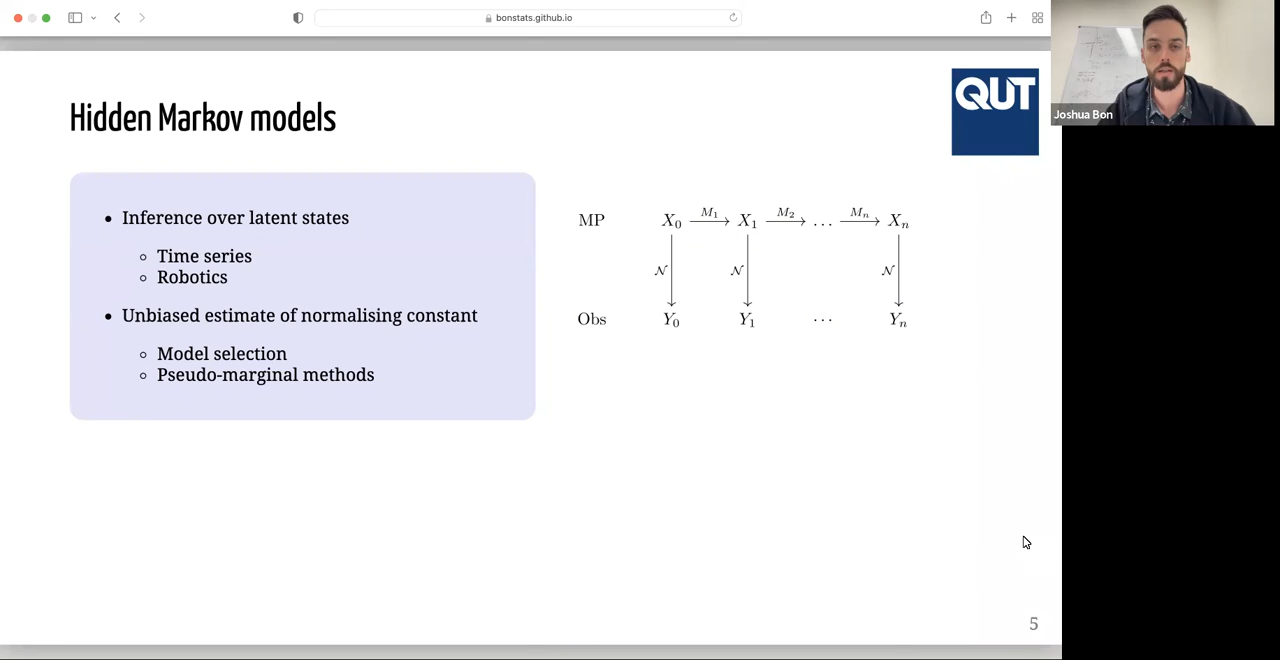 bonstats.github.io
Hidden Markov models
QUT
Joshua Bon
• Inference over latent states
◦ Time series
◦ Robotics
• Unbiased estimate of normalising constant
◦ Model selection
◦ Pseudo-marginal methods
MP X₀ M₁ X₁ M₂ … Mₙ Xₙ
𝒩 𝒩 𝒩
Obs Y₀ Y₁ … Yₙ
5